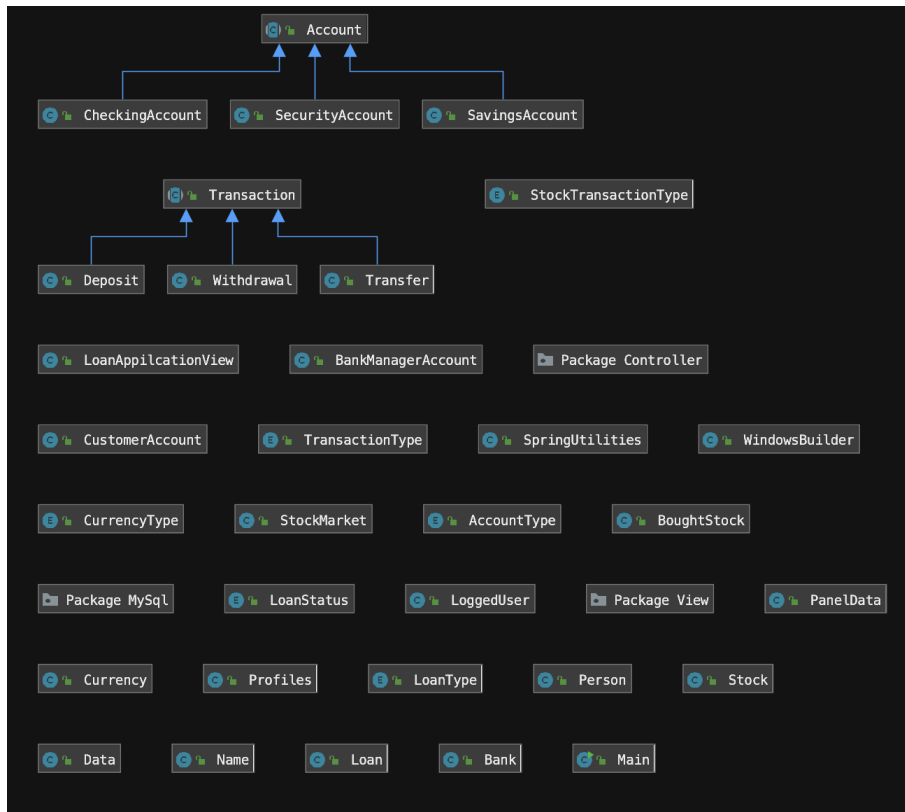 Account
CheckingAccount SecurityAccount SavingsAccount
Transaction StockTransactionType
Deposit Withdrawal Transfer
LoanAppilcationView BankManagerAccount Package Controller
CustomerAccount TransactionType SpringUtilities WindowsBuilder
CurrencyType StockMarket AccountType BoughtStock
Package MySql LoanStatus LoggedUser Package View PanelData
Currency Profiles LoanType Person Stock
Data Name Loan Bank Main